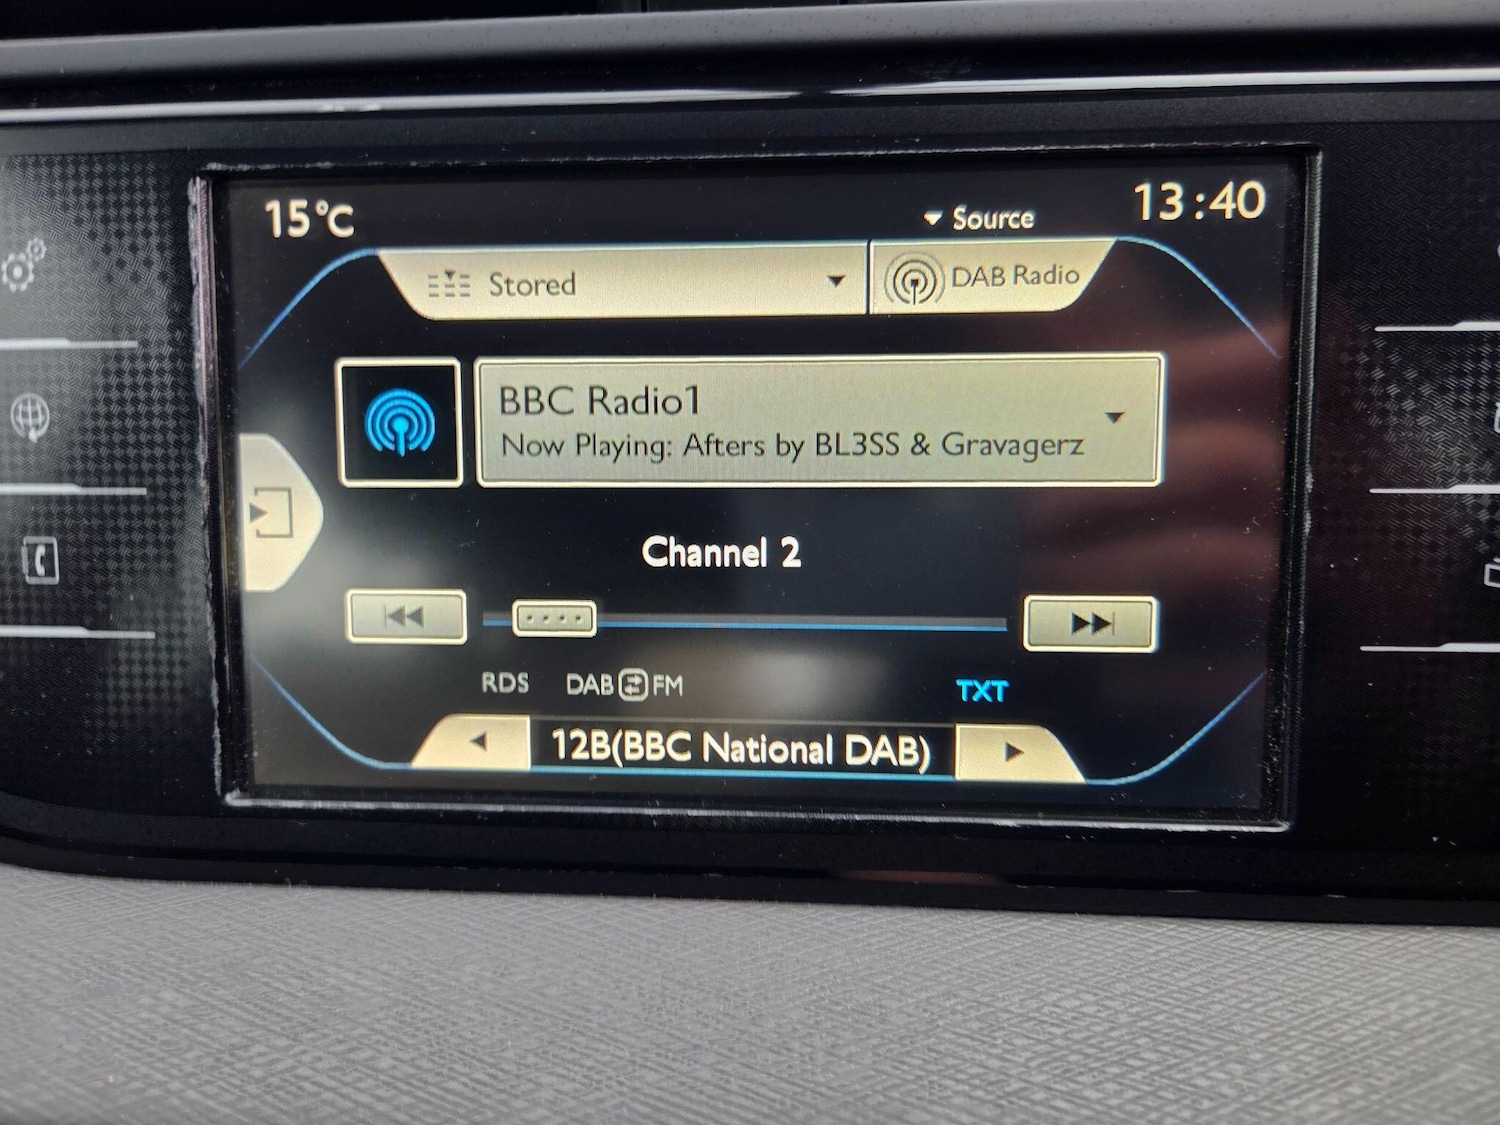 15°C
Source
13:40
Stored
DAB Radio
BBC Radio1
Now Playing: Afters by BL3SS & Gravagerz
Channel 2
RDS
DAB FM
TXT
12B(BBC National DAB)